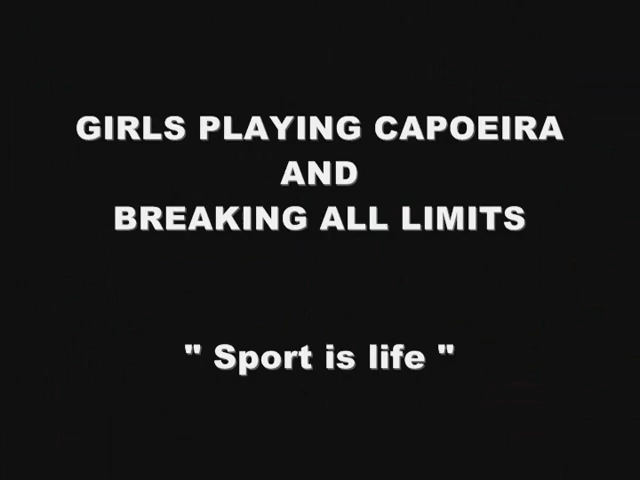 GIRLS PLAYING CAPOEIRA
AND
BREAKING ALL LIMITS
" Sport is life "